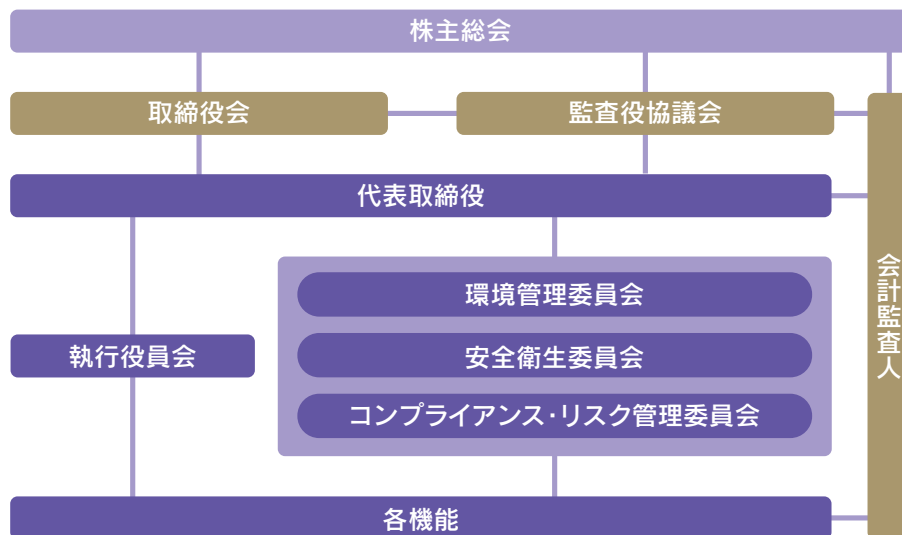 株主総会
取締役会
監査役協議会
代表取締役
会計監査人
環境管理委員会
執行役員会
安全衛生委員会
コンプライアンス・リスク管理委員会
各機能